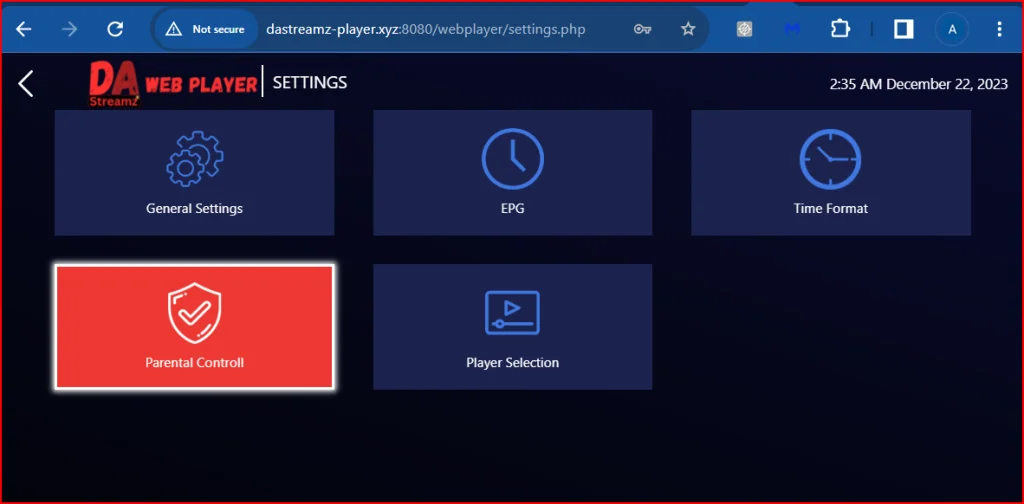 Not secure dastreamz-player.xyz:8080/webplayer/settings.php A
DA WEB PLAYER SETTINGS 2:35 AM December 22, 2023
Streamz
General Settings EPG Time Format
Parental Controll Player Selection